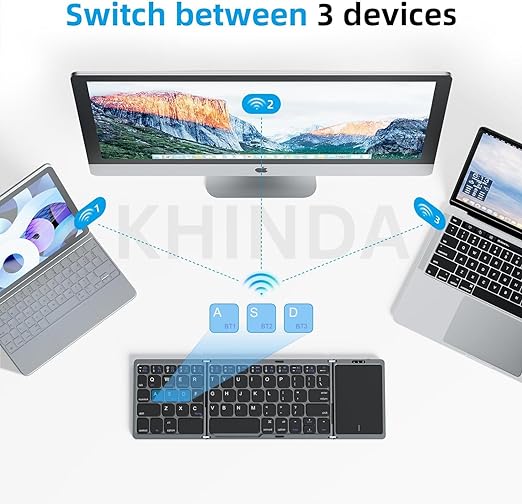 Switch between 3 devices
2
1
3
KHINDA
A S D
BT1 BT2 BT3
Q W E R T Y U I O P
A S D F G H J K L
Z X C V B N M